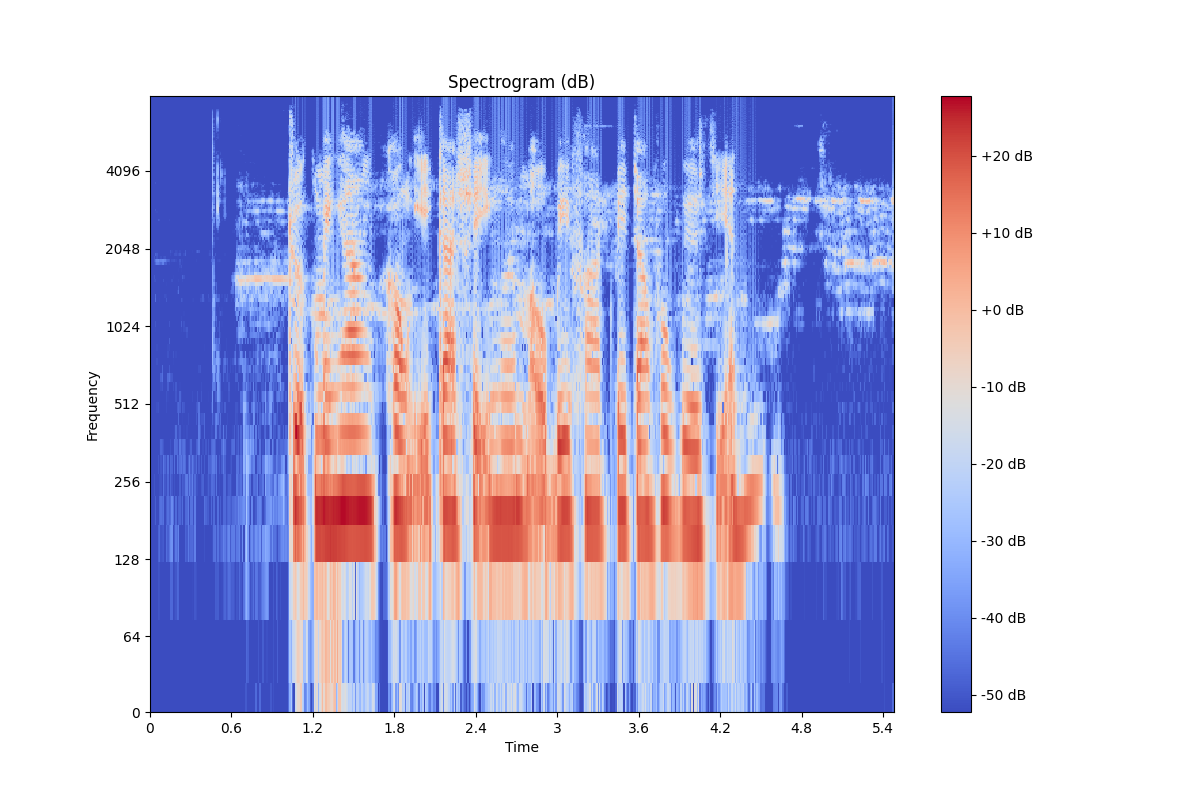 Spectrogram (dB)
4096
2048
1024
512
256
128
64
0
Frequency
0 0.6 1.2 1.8 2.4 3 3.6 4.2 4.8 5.4
Time
+20 dB
+10 dB
+0 dB
-10 dB
-20 dB
-30 dB
-40 dB
-50 dB